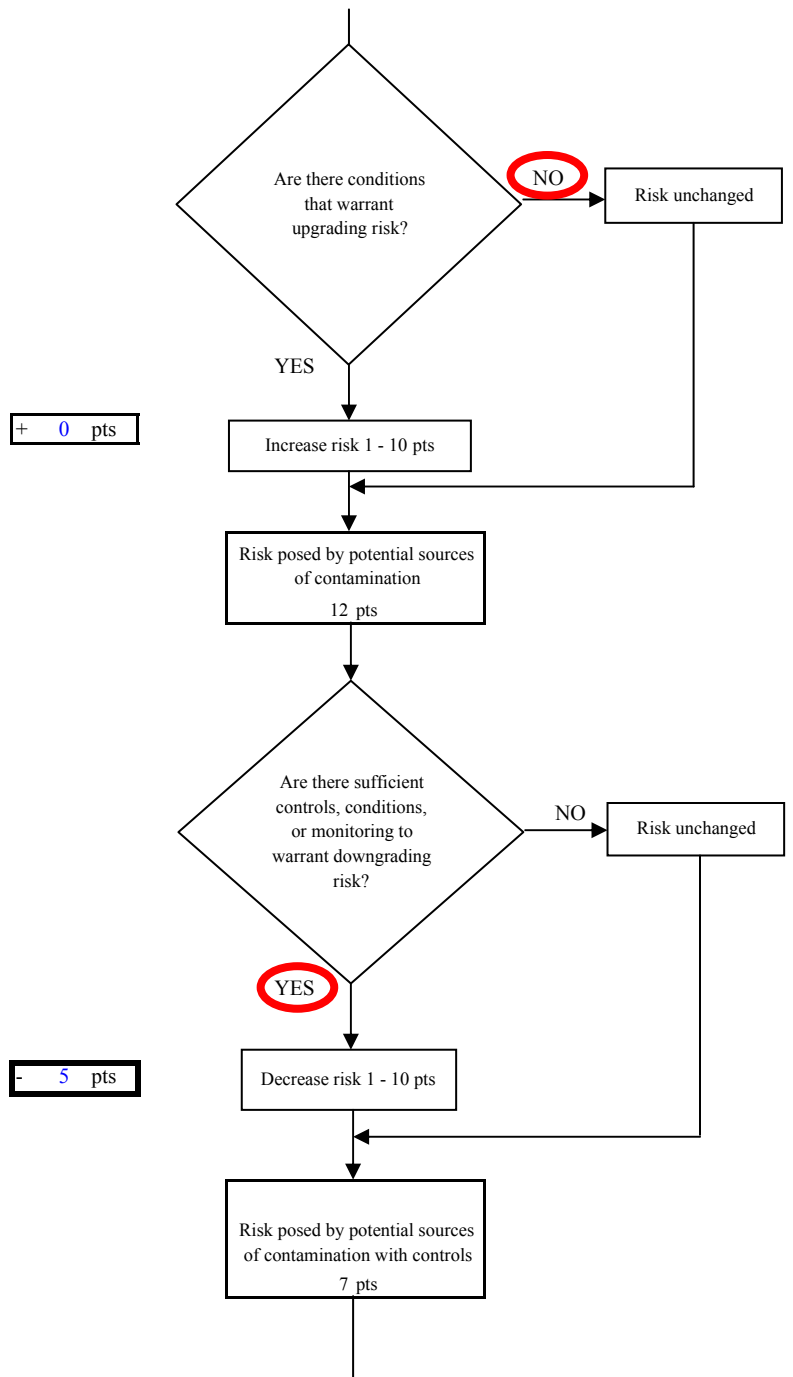 Are there conditions
that warrant
upgrading risk?
NO
Risk unchanged
YES
+ 0 pts
Increase risk 1 - 10 pts
Risk posed by potential sources
of contamination
12 pts
Are there sufficient
controls, conditions,
or monitoring to
warrant downgrading
risk?
NO
Risk unchanged
YES
- 5 pts
Decrease risk 1 - 10 pts
Risk posed by potential sources
of contamination with controls
7 pts